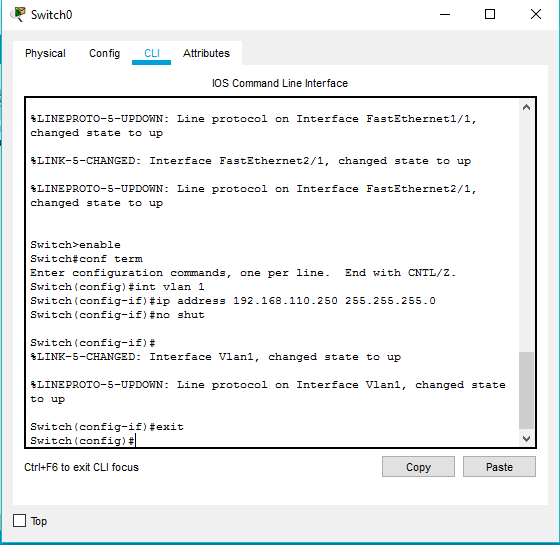 Switch0
Physical Config CLI Attributes
IOS Command Line Interface
%LINEPROTO-5-UPDOWN: Line protocol on Interface FastEthernet1/1,
changed state to up
%LINK-5-CHANGED: Interface FastEthernet2/1, changed state to up
%LINEPROTO-5-UPDOWN: Line protocol on Interface FastEthernet2/1,
changed state to up
Switch>enable
Switch#conf term
Enter configuration commands, one per line.  End with CNTL/Z.
Switch(config)#int vlan 1
Switch(config-if)#ip address 192.168.110.250 255.255.255.0
Switch(config-if)#no shut
Switch(config-if)#
%LINK-5-CHANGED: Interface Vlan1, changed state to up
%LINEPROTO-5-UPDOWN: Line protocol on Interface Vlan1, changed state
to up
Switch(config-if)#exit
Switch(config)#
Ctrl+F6 to exit CLI focus
Copy Paste
Top